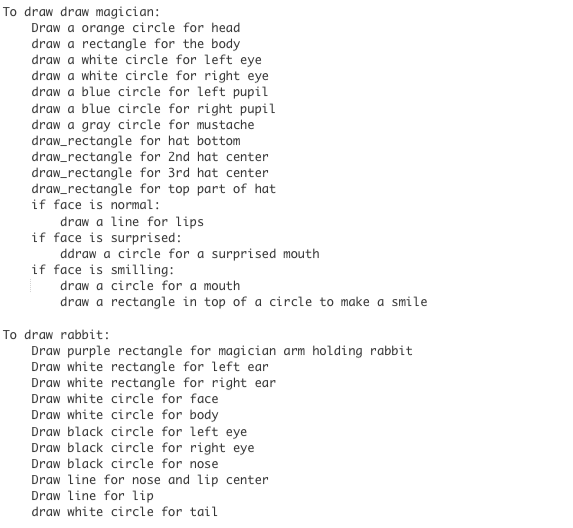 To draw draw magician:
Draw a orange circle for head
draw a rectangle for the body
draw a white circle for left eye
draw a white circle for right eye
draw a blue circle for left pupil
draw a blue circle for right pupil
draw a gray circle for mustache
draw_rectangle for hat bottom
draw_rectangle for 2nd hat center
draw_rectangle for 3rd hat center
draw_rectangle for top part of hat
if face is normal:
draw a line for lips
if face is surprised:
ddraw a circle for a surprised mouth
if face is smilling:
draw a circle for a mouth
draw a rectangle in top of a circle to make a smile
To draw rabbit:
Draw purple rectangle for magician arm holding rabbit
Draw white rectangle for left ear
Draw white rectangle for right ear
Draw white circle for face
Draw white circle for body
Draw black circle for left eye
Draw black circle for right eye
Draw black circle for nose
Draw line for nose and lip center
Draw line for lip
draw white circle for tail